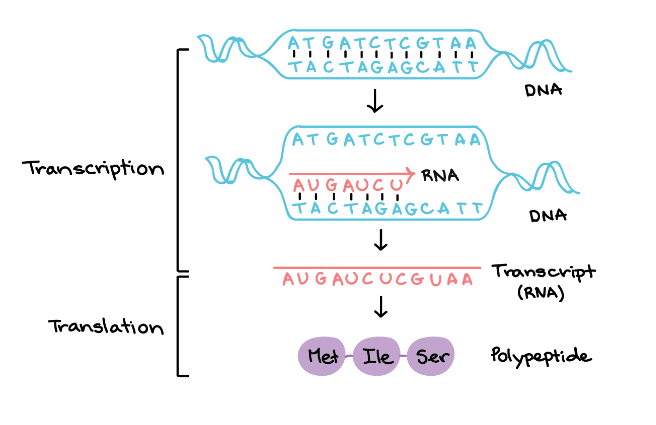 ATGATCTCGTAA
TACTAGAGCATT
DNA
ATGATCTCGTAA
Transcription
RNA
AUGAUCU
TACTAGAGCATT
DNA
AUGAUCUCGUAA
Transcript
(RNA)
Translation
Met Ile Ser
Polypeptide